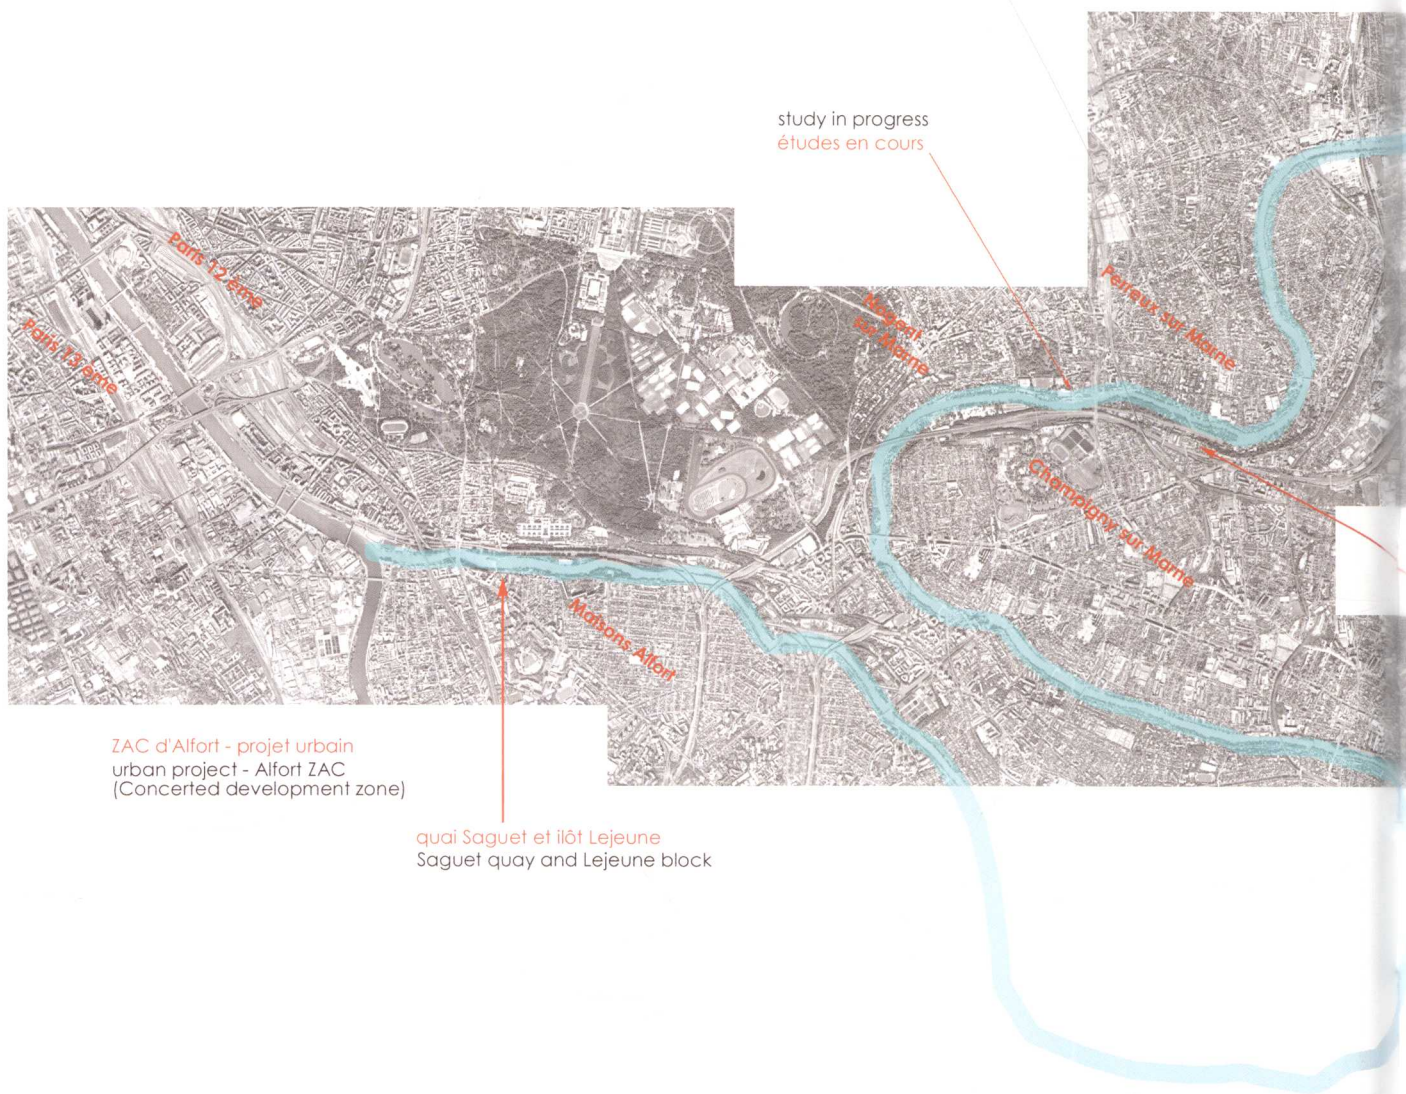 study in progress
études en cours
Paris 12 ème
Paris 13 ème
Nogent
sur Marne
Perreux sur Marne
Champigny sur Marne
Maisons Alfort
ZAC d'Alfort - projet urbain
urban project - Alfort ZAC
(Concerted development zone)
quai Saguet et ilôt Lejeune
Saguet quay and Lejeune block